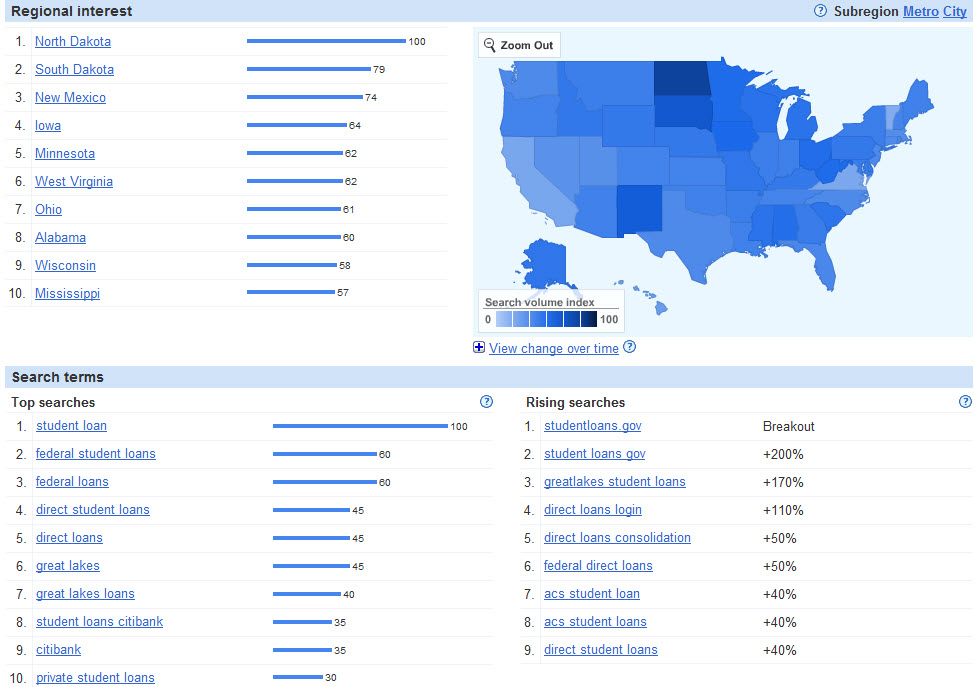 Regional interest
? Subregion Metro City
1. North Dakota 100
2. South Dakota 79
3. New Mexico 74
4. Iowa 64
5. Minnesota 62
6. West Virginia 62
7. Ohio 61
8. Alabama 60
9. Wisconsin 58
10. Mississippi 57
Zoom Out
Search volume index
0 100
View change over time ?
Search terms
Top searches ?
1. student loan 100
2. federal student loans 60
3. federal loans 60
4. direct student loans 45
5. direct loans 45
6. great lakes 45
7. great lakes loans 40
8. student loans citibank 35
9. citibank 35
10. private student loans 30
Rising searches ?
1. studentloans.gov Breakout
2. student loans gov +200%
3. greatlakes student loans +170%
4. direct loans login +110%
5. direct loans consolidation +50%
6. federal direct loans +50%
7. acs student loan +40%
8. acs student loans +40%
9. direct student loans +40%